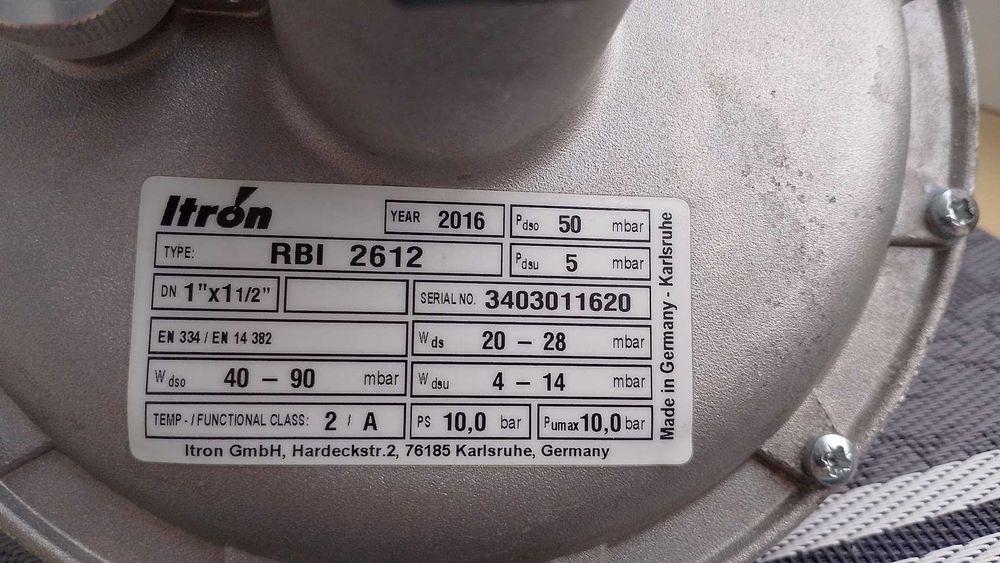 Itron YEAR 2016 Pdso 50 mbar
TYPE: RBI 2612 Pdsu 5 mbar
DN 1"x1 1/2" SERIAL NO. 3403011620
EN 334 / EN 14 382 Wds 20 – 28 mbar
Wdso 40 – 90 mbar Wdsu 4 – 14 mbar
TEMP - / FUNCTIONAL CLASS: 2 / A PS 10,0 bar Pumax 10,0 bar
Itron GmbH, Hardeckstr.2, 76185 Karlsruhe, Germany
Made in Germany - Karlsruhe